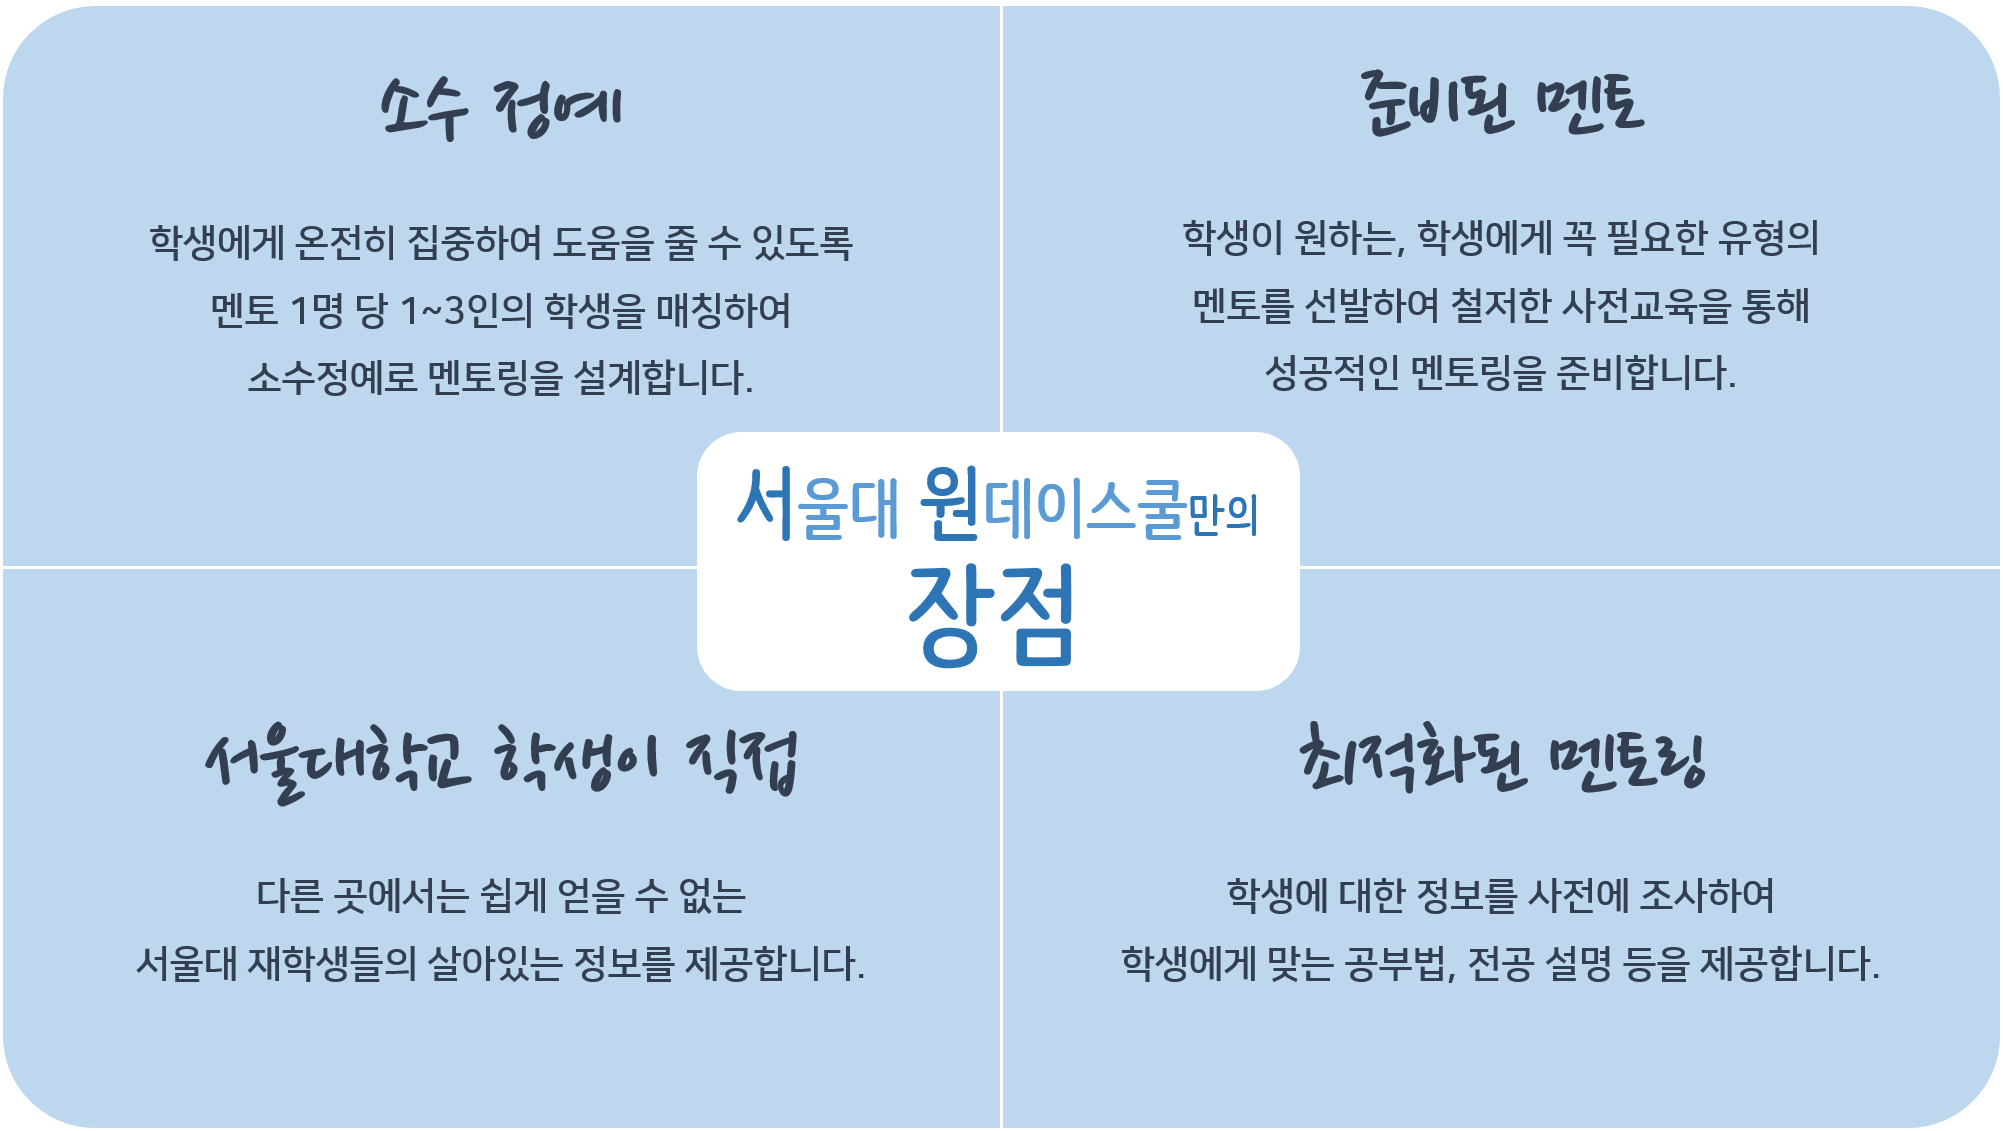 소수 정예
학생에게 온전히 집중하여 도움을 줄 수 있도록
멘토 1명 당 1~3인의 학생을 매칭하여
소수정예로 멘토링을 설계합니다.
준비된 멘토
학생이 원하는, 학생에게 꼭 필요한 유형의
멘토를 선발하여 철저한 사전교육을 통해
성공적인 멘토링을 준비합니다.
서울대 원데이스쿨만의
장점
서울대학교 학생이 직접
다른 곳에서는 쉽게 얻을 수 없는
서울대 재학생들의 살아있는 정보를 제공합니다.
최적화된 멘토링
학생에 대한 정보를 사전에 조사하여
학생에게 맞는 공부법, 전공 설명 등을 제공합니다.